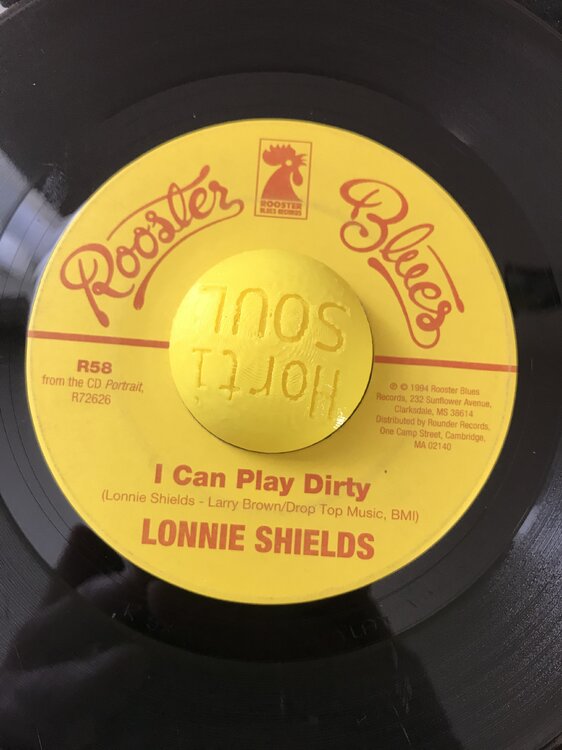 ROOSTER
BLUES RECORDS
Rooster Blues
Horti
SOUL
R58
from the CD Portrait,
R72626
℗ © 1994 Rooster Blues
Records, 232 Sunflower Avenue,
Clarksdale, MS 38614
Distributed by Rounder Records,
One Camp Street, Cambridge,
MA 02140
I Can Play Dirty
(Lonnie Shields - Larry Brown/Drop Top Music, BMI)
LONNIE SHIELDS